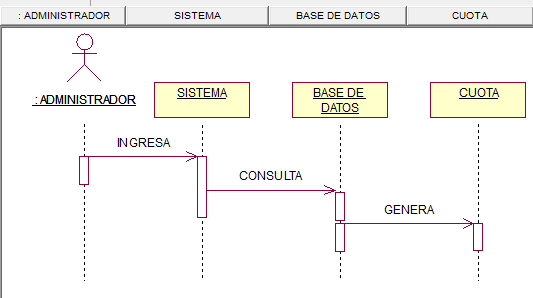 : ADMINISTRADOR SISTEMA BASE DE DATOS CUOTA
: ADMINISTRADOR
SISTEMA
BASE DE
DATOS
CUOTA
INGRESA
CONSULTA
GENERA